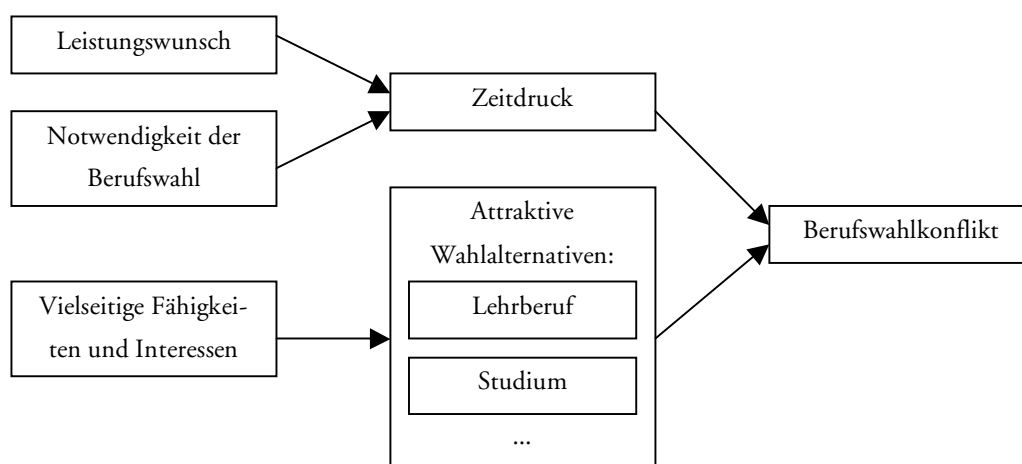 Leistungswunsch
Notwendigkeit der
Berufswahl
Vielseitige Fähigkei-
ten und Interessen
Zeitdruck
Attraktive
Wahlalternativen:
Lehrberuf
Studium
...
Berufswahlkonflikt